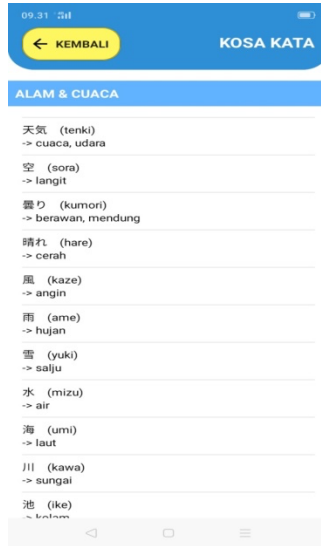 09.31
← KEMBALI
KOSA KATA
ALAM & CUACA
天気 (tenki)
-> cuaca, udara
空 (sora)
-> langit
曇り (kumori)
-> berawan, mendung
晴れ (hare)
-> cerah
風 (kaze)
-> angin
雨 (ame)
-> hujan
雪 (yuki)
-> salju
水 (mizu)
-> air
海 (umi)
-> laut
川 (kawa)
-> sungai
池 (ike)
-> kolam